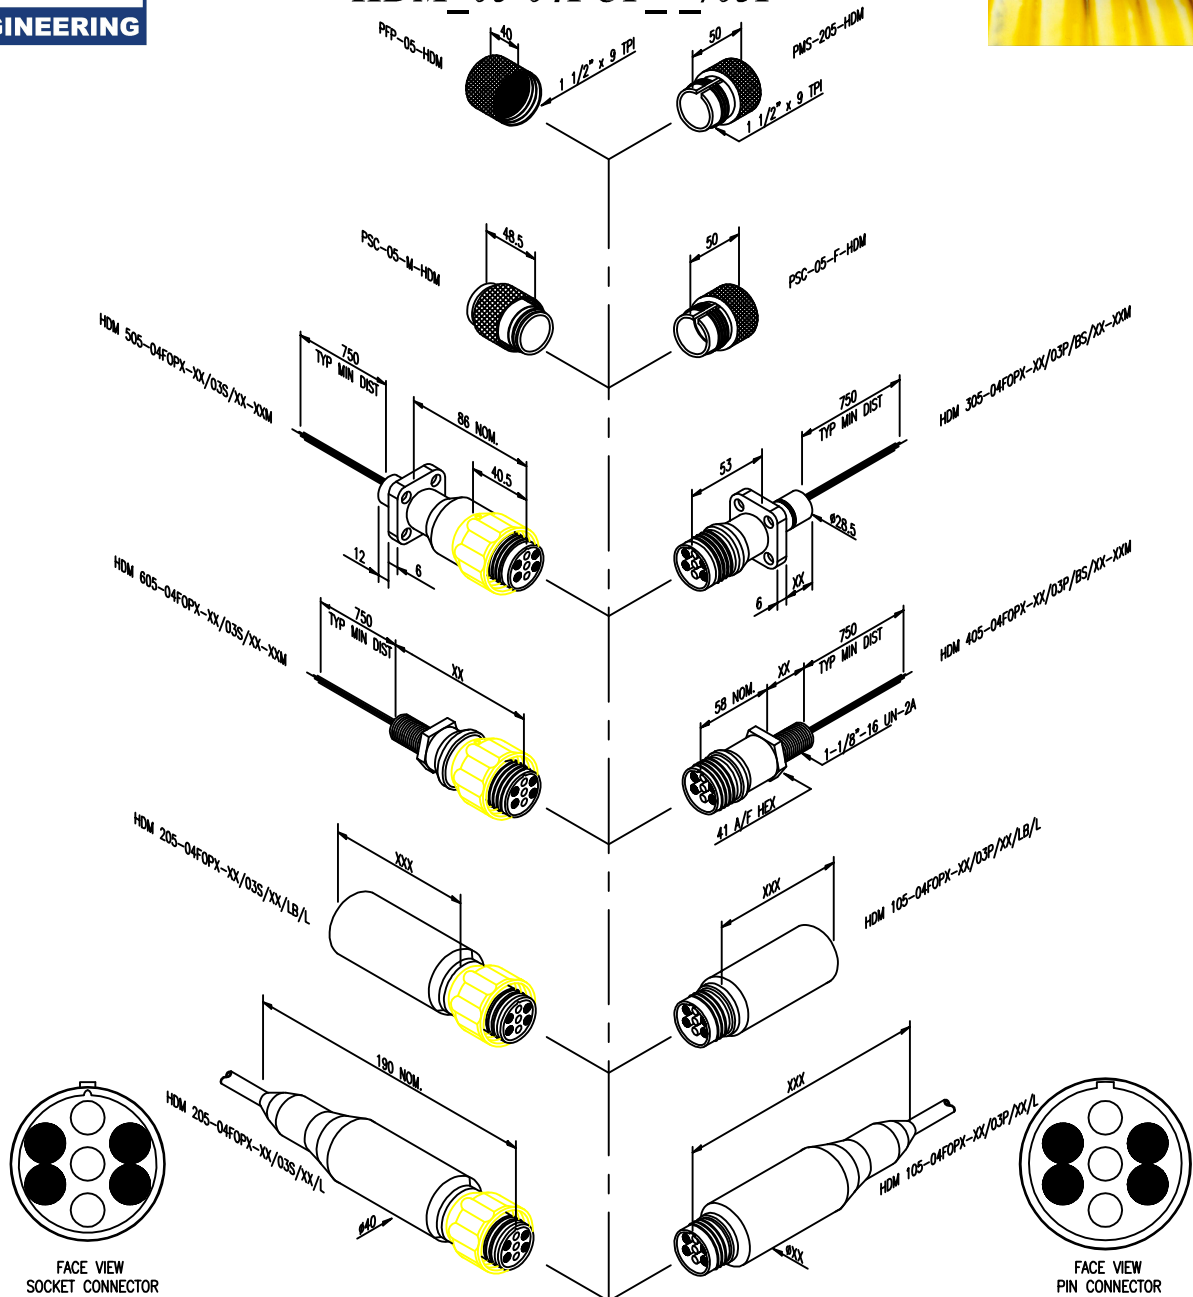 ENGINEERING
PFP-05-HDM
40
1 1/2" x 9 TPI
50
PMS-205-HDM
1 1/2" x 9 TPI
PSC-05-M-HDM
48.5
50
PSC-05-F-HDM
HDM 505-04FOPX-XX/03S/XX-XXM
750
TYP MIN DIST
86 NOM.
40.5
12
6
53
750
TYP MIN DIST
HDM 305-04FOPX-XX/03P/BS/XX-XXM
ø28.5
6
XX
HDM 605-04FOPX-XX/03S/XX-XXM
750
TYP MIN DIST
XX
58 NOM.
XX
750
TYP MIN DIST
HDM 405-04FOPX-XX/03P/BS/XX-XXM
1-1/8"-16 UN-2A
41 A/F HEX
HDM 205-04FOPX-XX/03S/XX/LB/L
XXX
XXX
HDM 105-04FOPX-XX/03P/XX/LB/L
190 NOM.
HDM 205-04FOPX-XX/03S/XX/L
ø40
XXX
HDM 105-04FOPX-XX/03P/XX/L
øXX
FACE VIEW
SOCKET CONNECTOR
FACE VIEW
PIN CONNECTOR